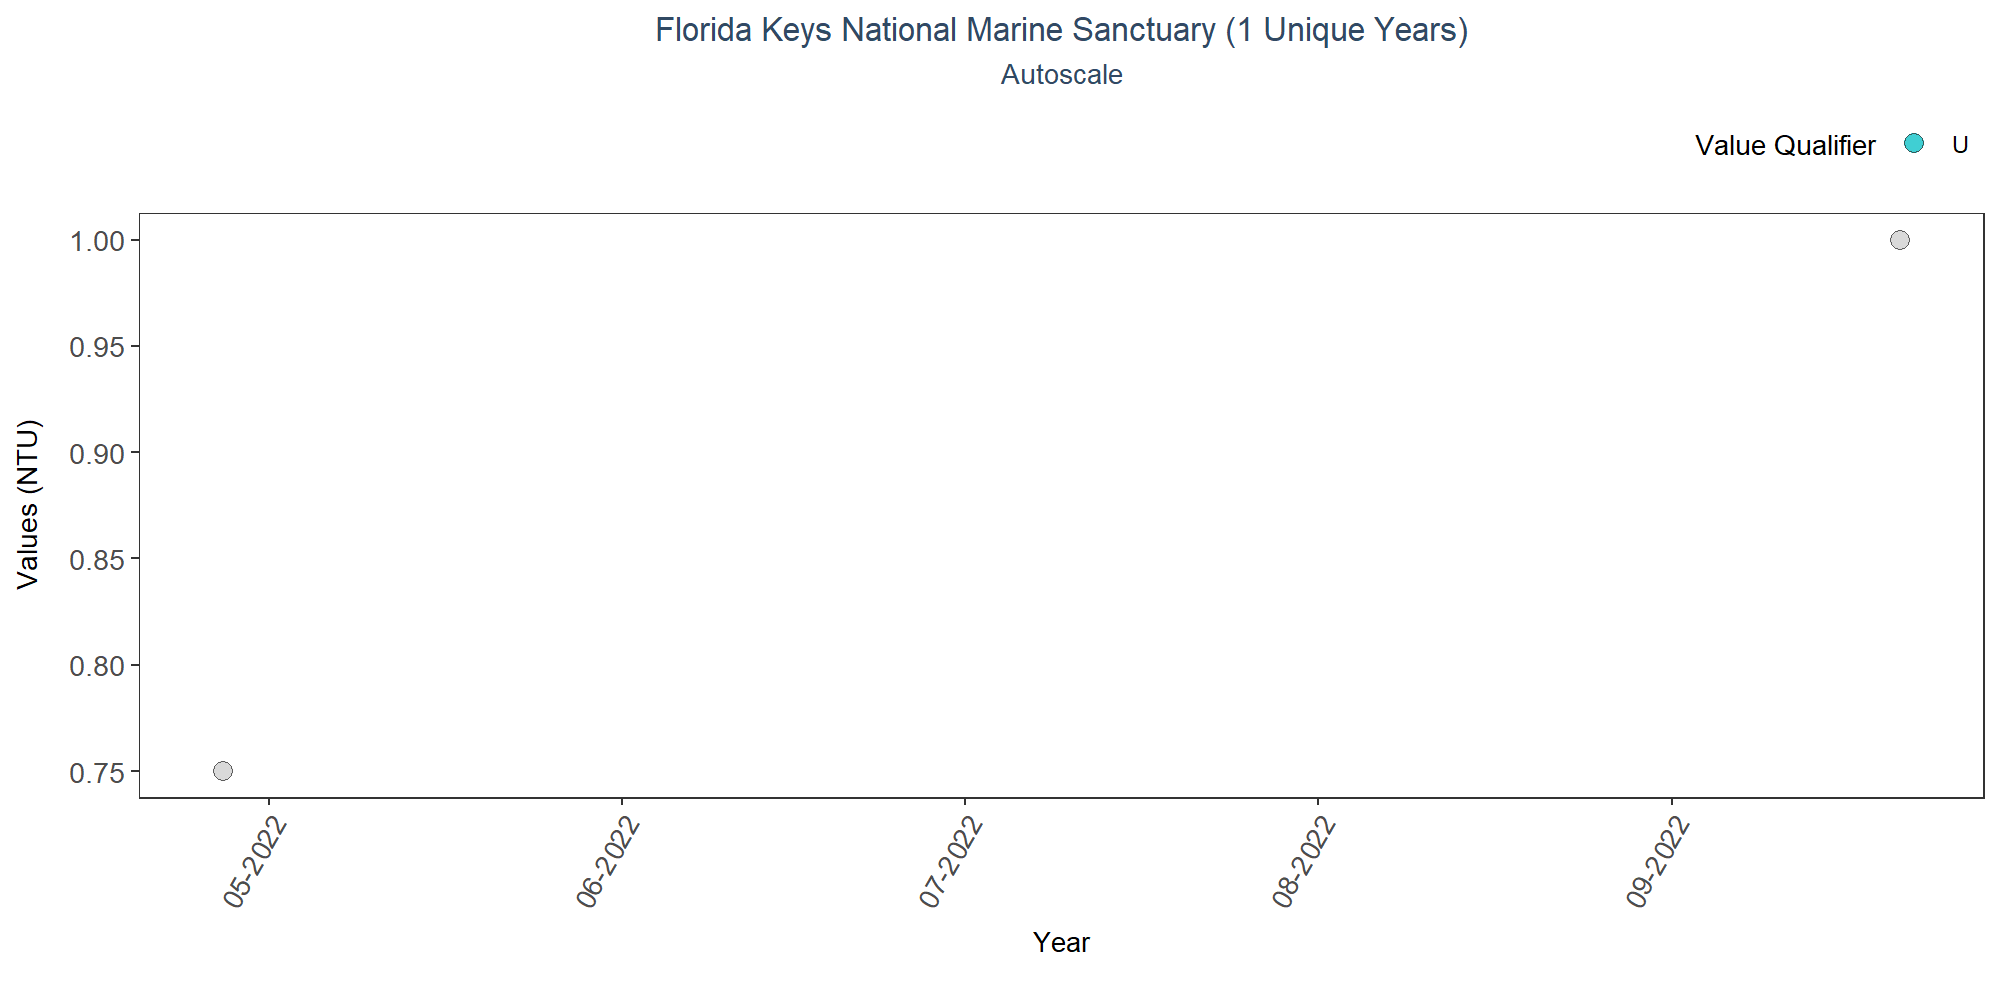 Florida Keys National Marine Sanctuary (1 Unique Years)
Autoscale
Value Qualifier U
1.00
0.95
0.90
0.85
0.80
0.75
Values (NTU)
05-2022 06-2022 07-2022 08-2022 09-2022
Year